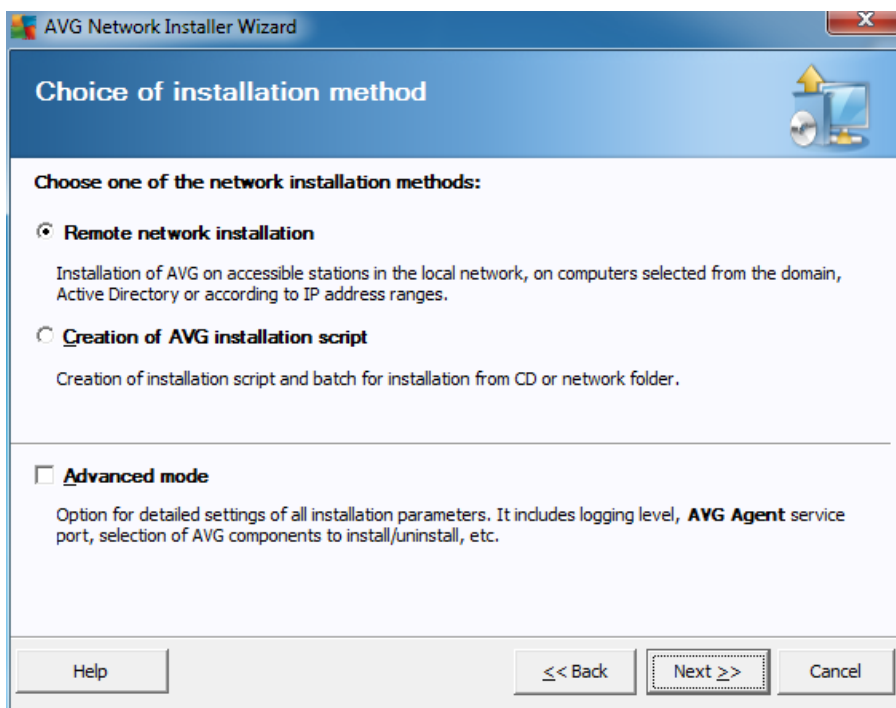 AVG Network Installer Wizard
x
Choice of installation method
Choose one of the network installation methods:
Remote network installation
Installation of AVG on accessible stations in the local network, on computers selected from the domain,
Active Directory or according to IP address ranges.
Creation of AVG installation script
Creation of installation script and batch for installation from CD or network folder.
Advanced mode
Option for detailed settings of all installation parameters. It includes logging level, AVG Agent service
port, selection of AVG components to install/uninstall, etc.
Help
<< Back
Next >>
Cancel